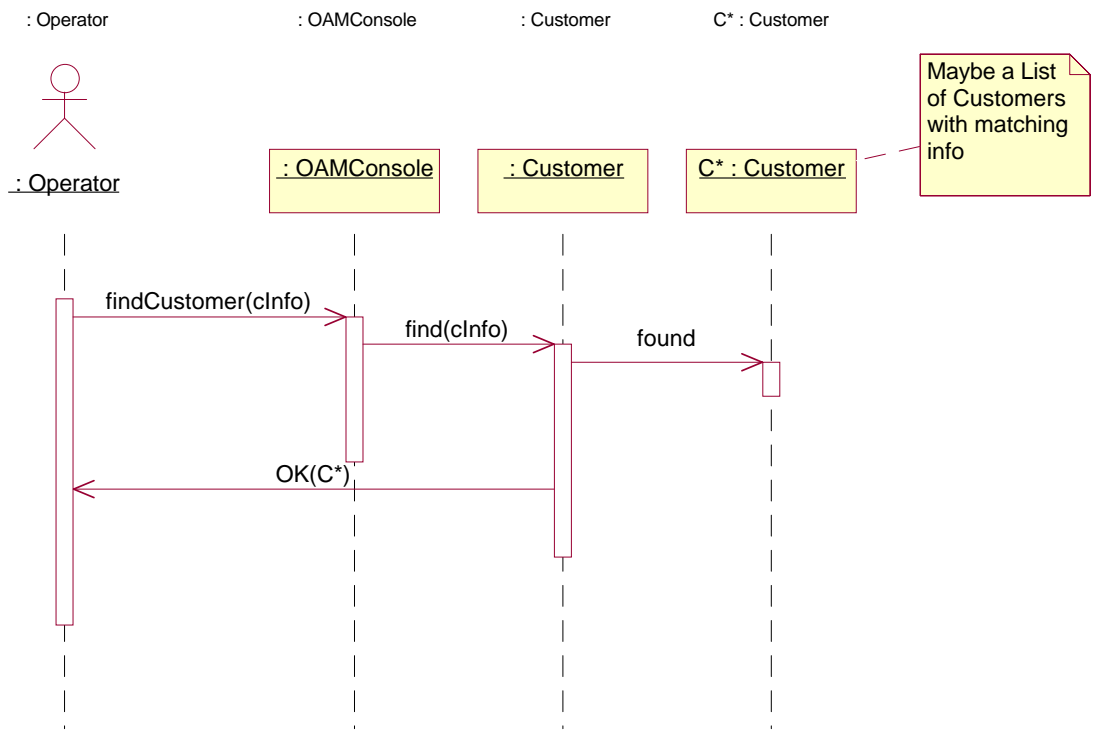 : Operator
: OAMConsole
: Customer
C* : Customer
Maybe a List
of Customers
with matching
info
: Operator
: OAMConsole
: Customer
C* : Customer
findCustomer(cInfo)
find(cInfo)
found
OK(C*)